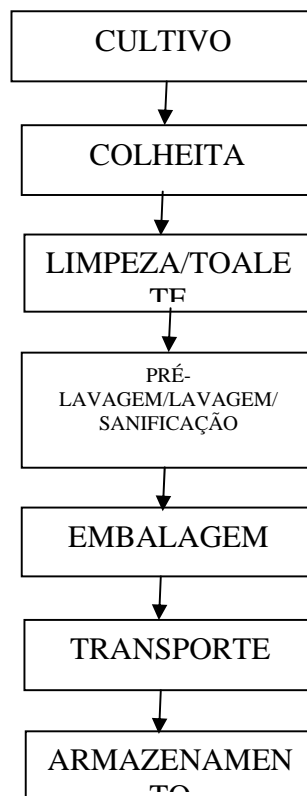 CULTIVO
COLHEITA
LIMPEZA/TOALE
TE
PRÉ-
LAVAGEM/LAVAGEM/
SANIFICAÇÃO
EMBALAGEM
TRANSPORTE
ARMAZENAMEN
TO